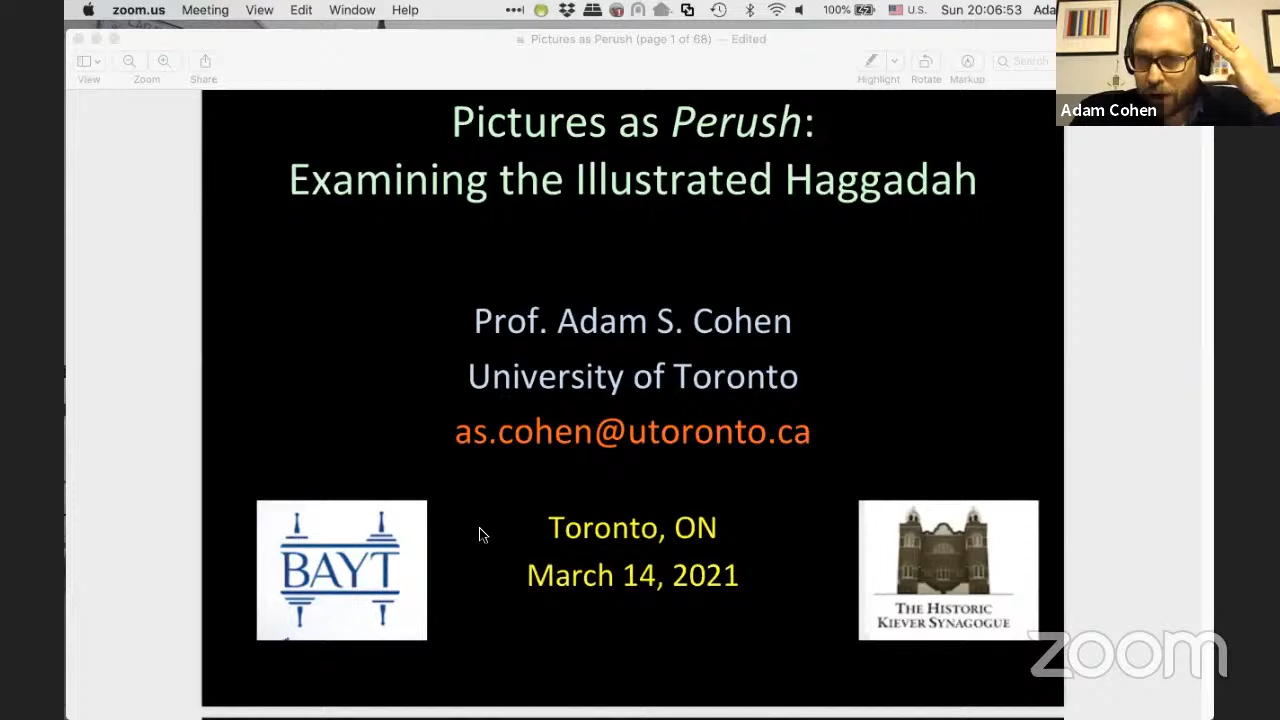 zoom.us Meeting View Edit Window Help 100% U.S. Sun 20:06:53 Ada
Pictures as Perush (page 1 of 68) — Edited
View Zoom Share Highlight Rotate Markup Search
Adam Cohen
Pictures as Perush:
Examining the Illustrated Haggadah
Prof. Adam S. Cohen
University of Toronto
as.cohen@utoronto.ca
Toronto, ON
March 14, 2021
BAYT
THE HISTORIC
KIEVER SYNAGOGUE
zoom